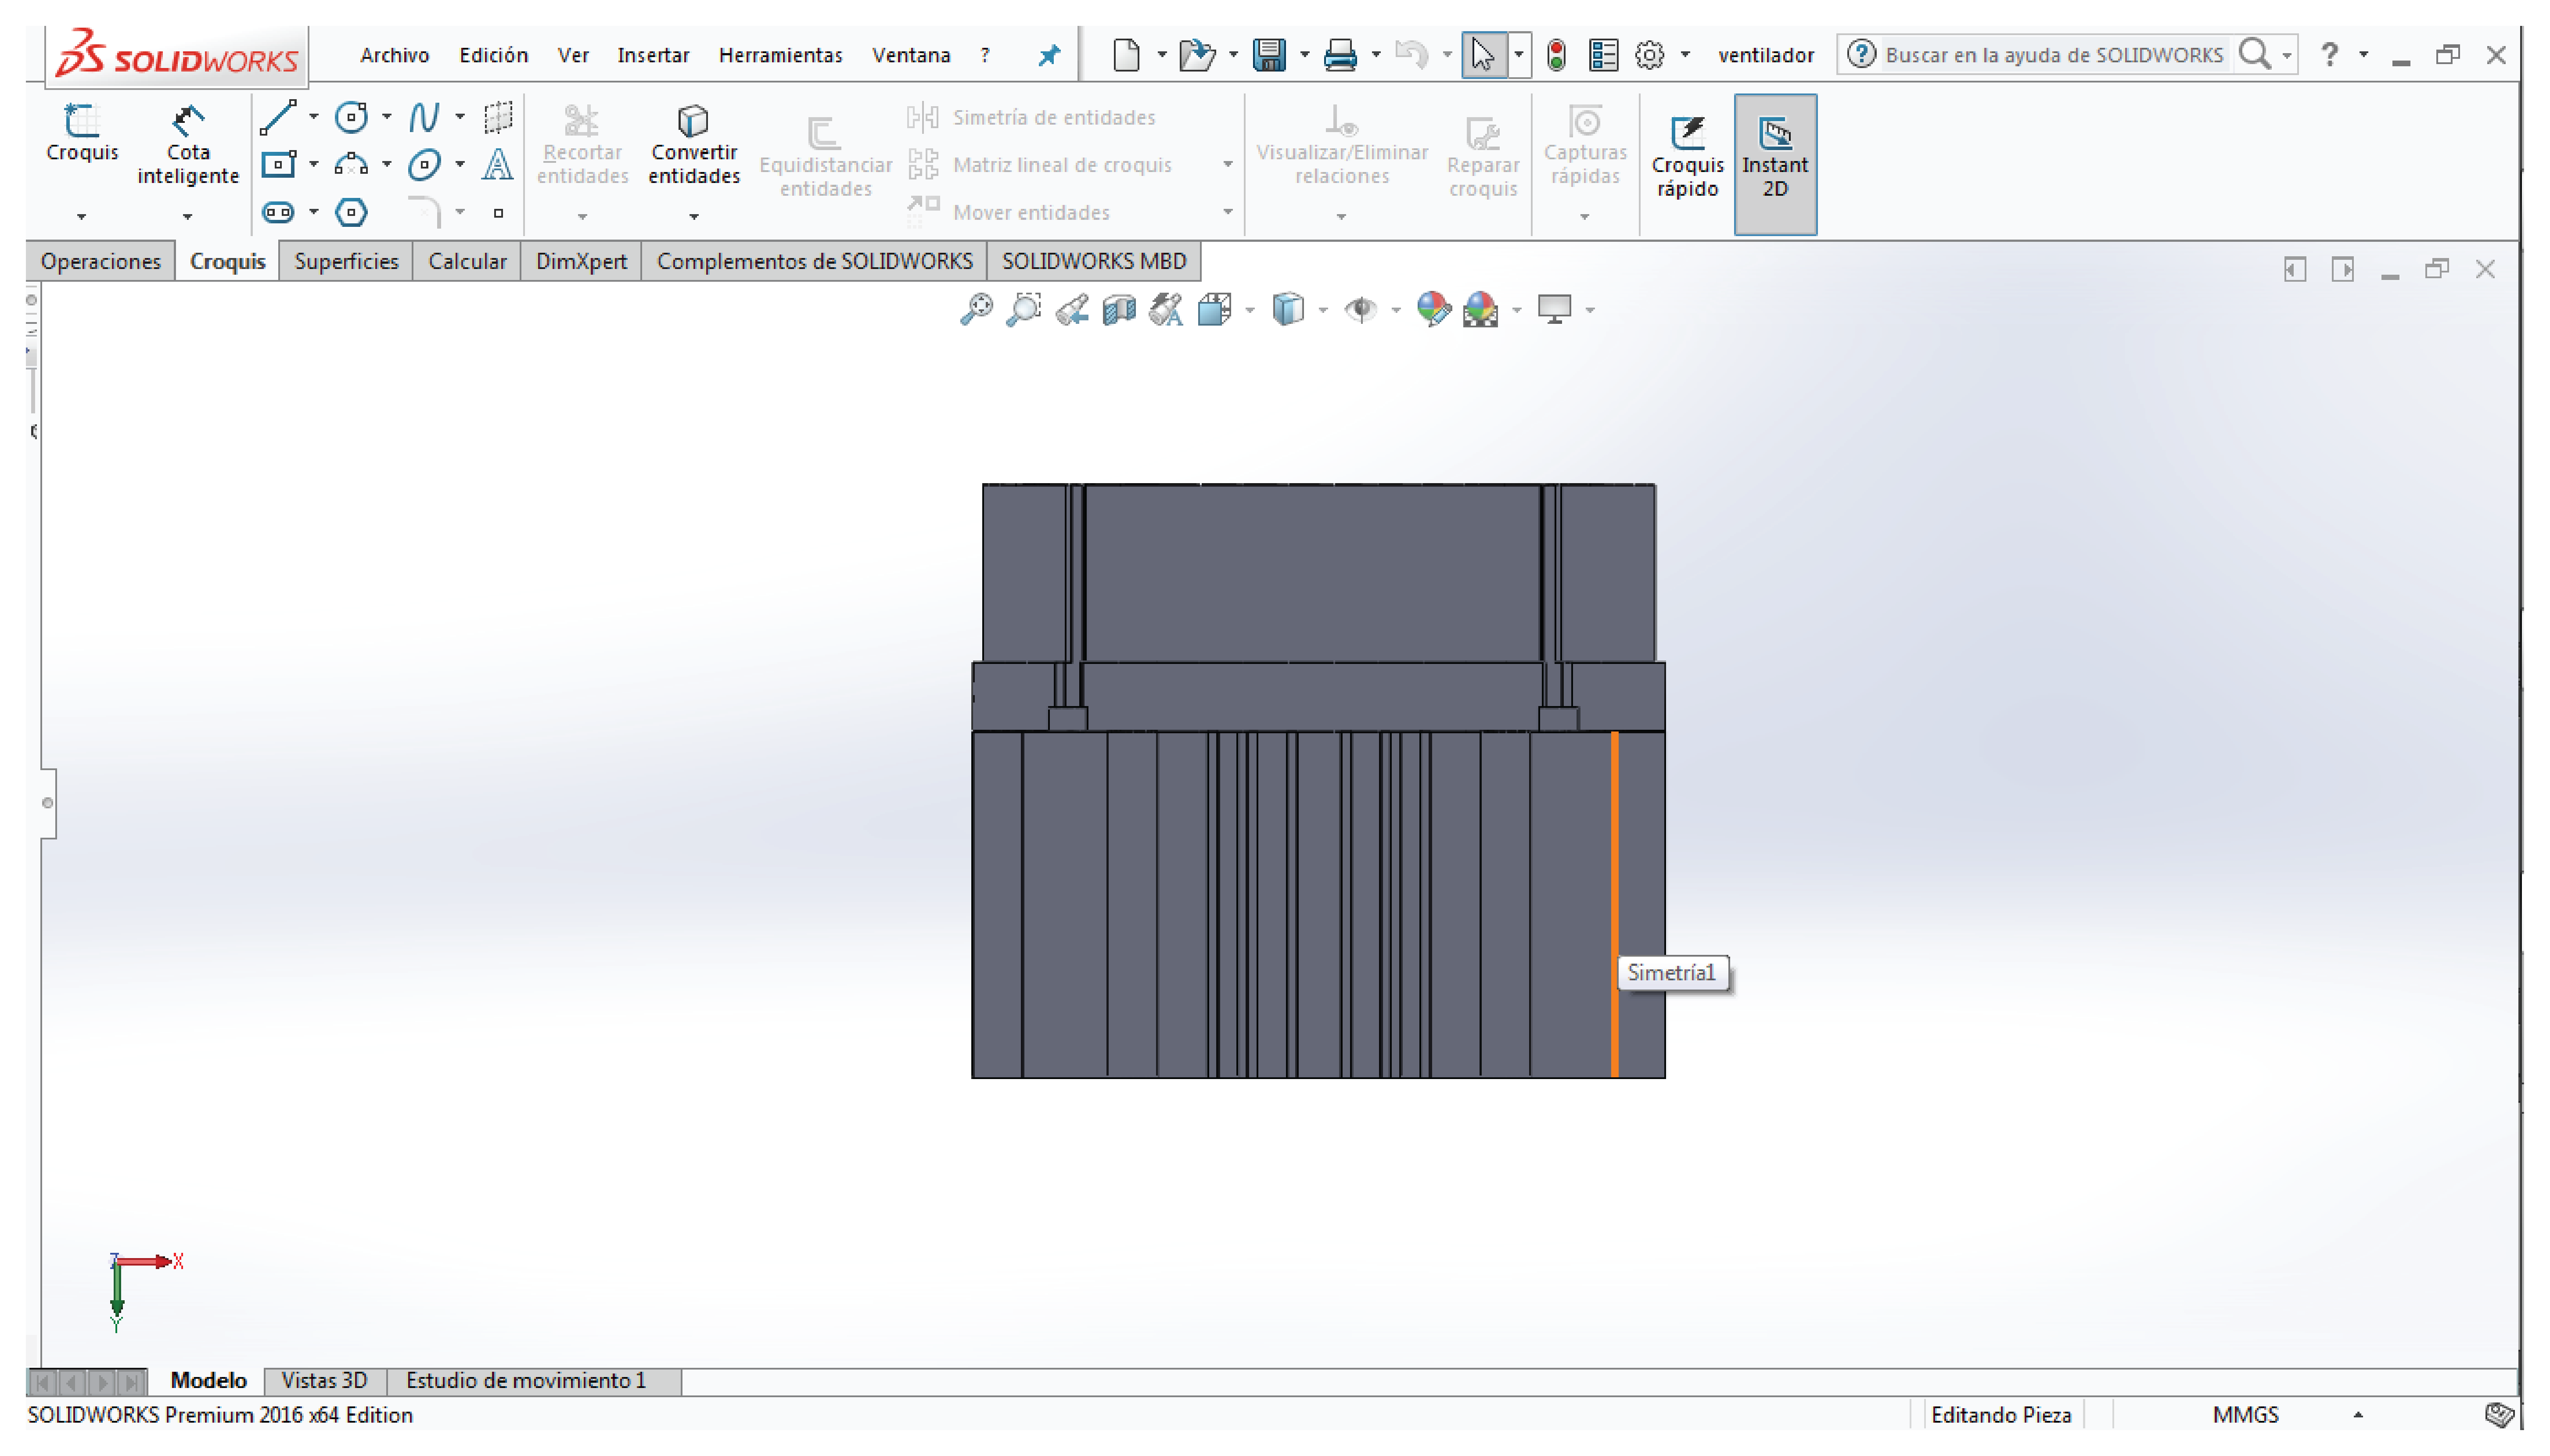 SOLIDWORKS Archivo Edición Ver Insertar Herramientas Ventana ? ventilador Buscar en la ayuda de SOLIDWORKS ?
Croquis
Cota
inteligente
Recortar
entidades
Convertir
entidades
Equidistanciar
entidades
Simetría de entidades
Matriz lineal de croquis
Mover entidades
Visualizar/Eliminar
relaciones
Reparar
croquis
Capturas
rápidas
Croquis
rápido
Instant
2D
Operaciones Croquis Superficies Calcular DimXpert Complementos de SOLIDWORKS SOLIDWORKS MBD
Simetría1
Z X
Y
Modelo Vistas 3D Estudio de movimiento 1
SOLIDWORKS Premium 2016 x64 Edition Editando Pieza MMGS